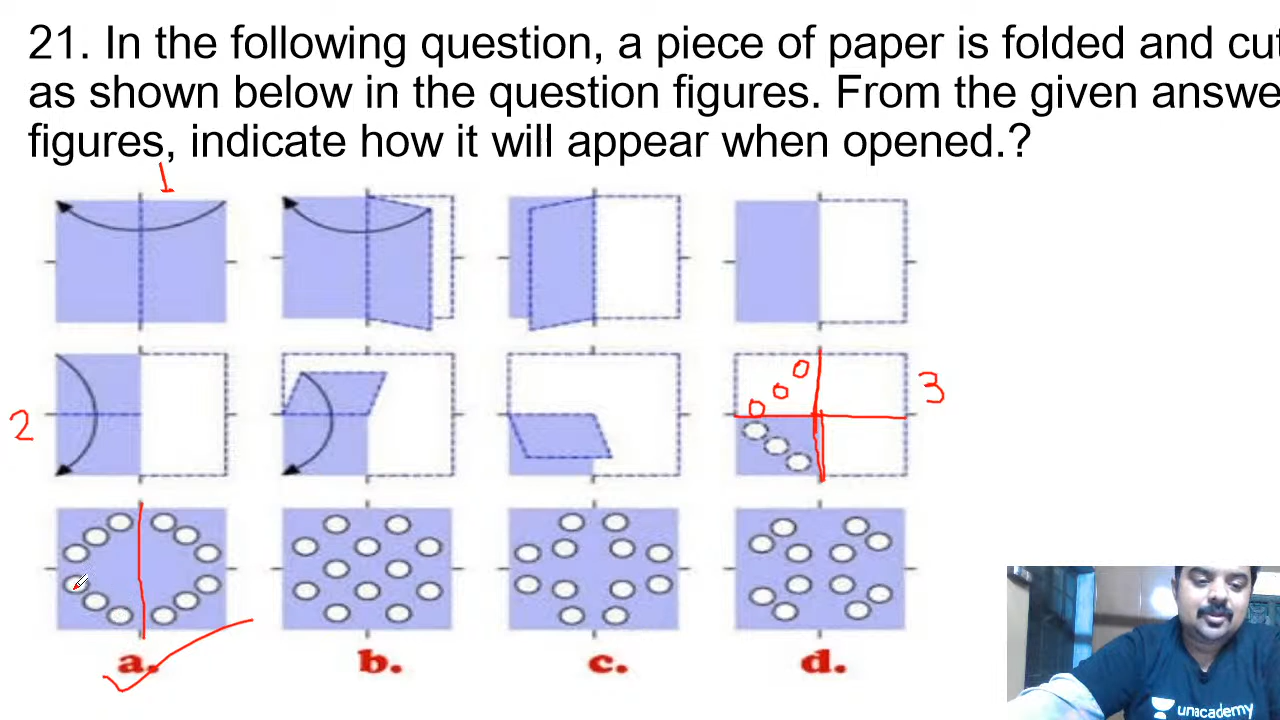 21. In the following question, a piece of paper is folded and cut
as shown below in the question figures. From the given answe
figures, indicate how it will appear when opened.?
1
2
3
a.
b.
c.
d.
unacademy